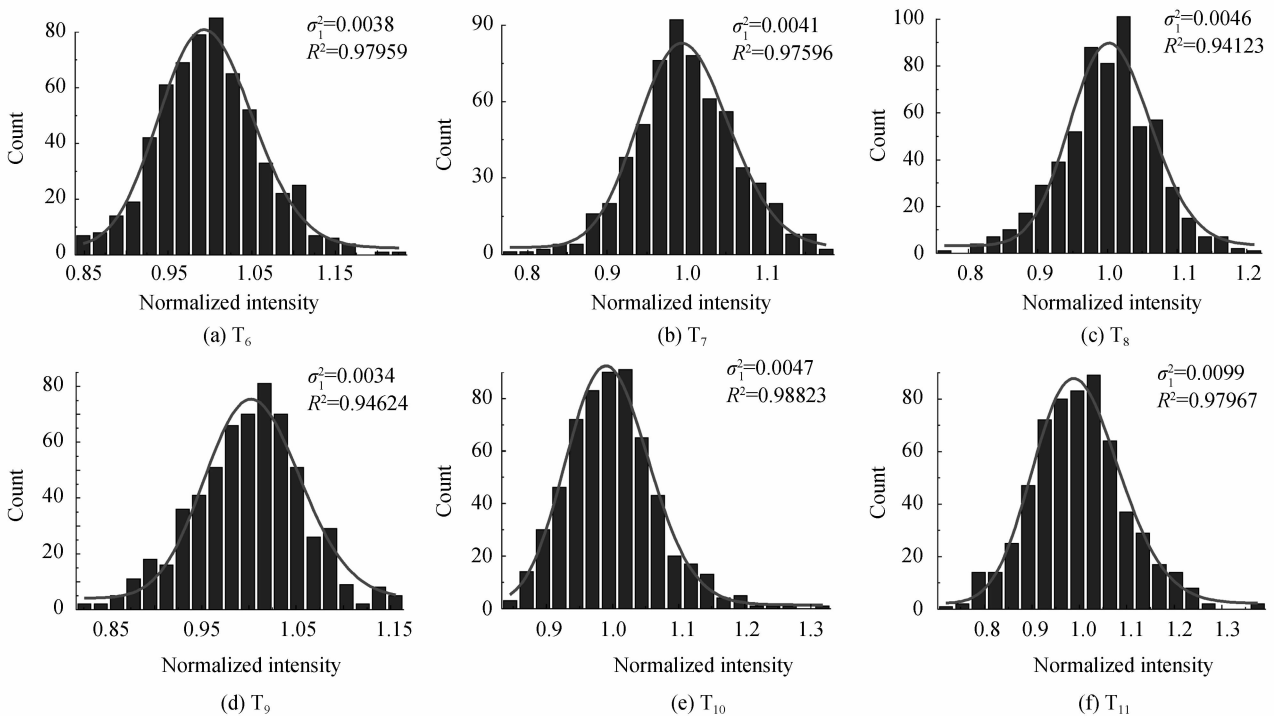 σ₁²=0.0038
R²=0.97959
80
60
40
20
0
Count
0.85 0.95 1.05 1.15
Normalized intensity
(a) T₆
σ₁²=0.0041
R²=0.97596
90
60
30
0
Count
0.8 0.9 1.0 1.1
Normalized intensity
(b) T₇
σ₁²=0.0046
R²=0.94123
100
80
60
40
20
0
Count
0.8 0.9 1.0 1.1 1.2
Normalized intensity
(c) T₈
σ₁²=0.0034
R²=0.94624
80
60
40
20
0
Count
0.85 0.95 1.05 1.15
Normalized intensity
(d) T₉
σ₁²=0.0047
R²=0.98823
80
60
40
20
0
Count
0.9 1.0 1.1 1.2 1.3
Normalized intensity
(e) T₁₀
σ₁²=0.0099
R²=0.97967
80
60
40
20
0
Count
0.8 0.9 1.0 1.1 1.2 1.3
Normalized intensity
(f) T₁₁